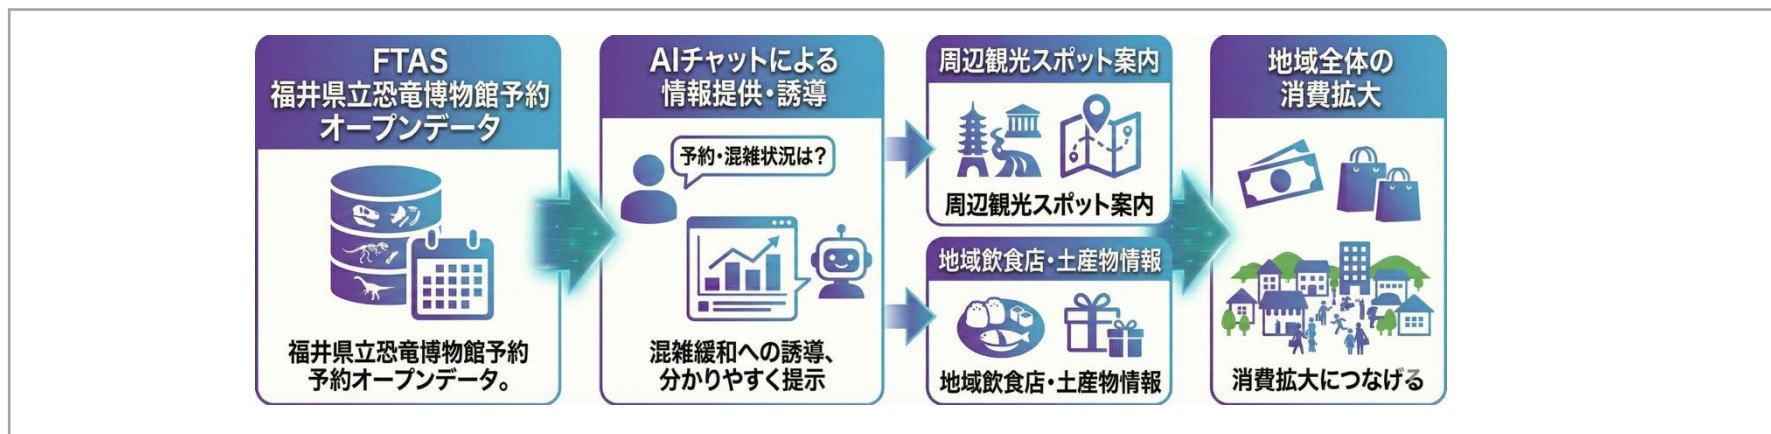 FTAS
福井県立恐竜博物館予約
オープンデータ
福井県立恐竜博物館予約
予約オープンデータ。
AIチャットによる
情報提供・誘導
予約・混雑状況は？
混雑緩和への誘導、
分かりやすく提示
周辺観光スポット案内
周辺観光スポット案内
地域飲食店・土産物情報
地域飲食店・土産物情報
地域全体の
消費拡大
消費拡大につなげる